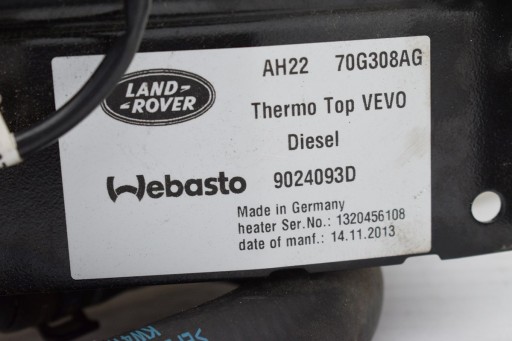 AH22 70G308AG
LAND-
-ROVER
Thermo Top VEVO
Diesel
Webasto 9024093D
Made in Germany
heater Ser.No.: 1320456108
date of manf.: 14.11.2013